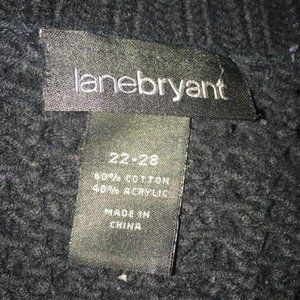 lanebryant
22-28
60% COTTON
40% ACRYLIC
MADE IN
CHINA